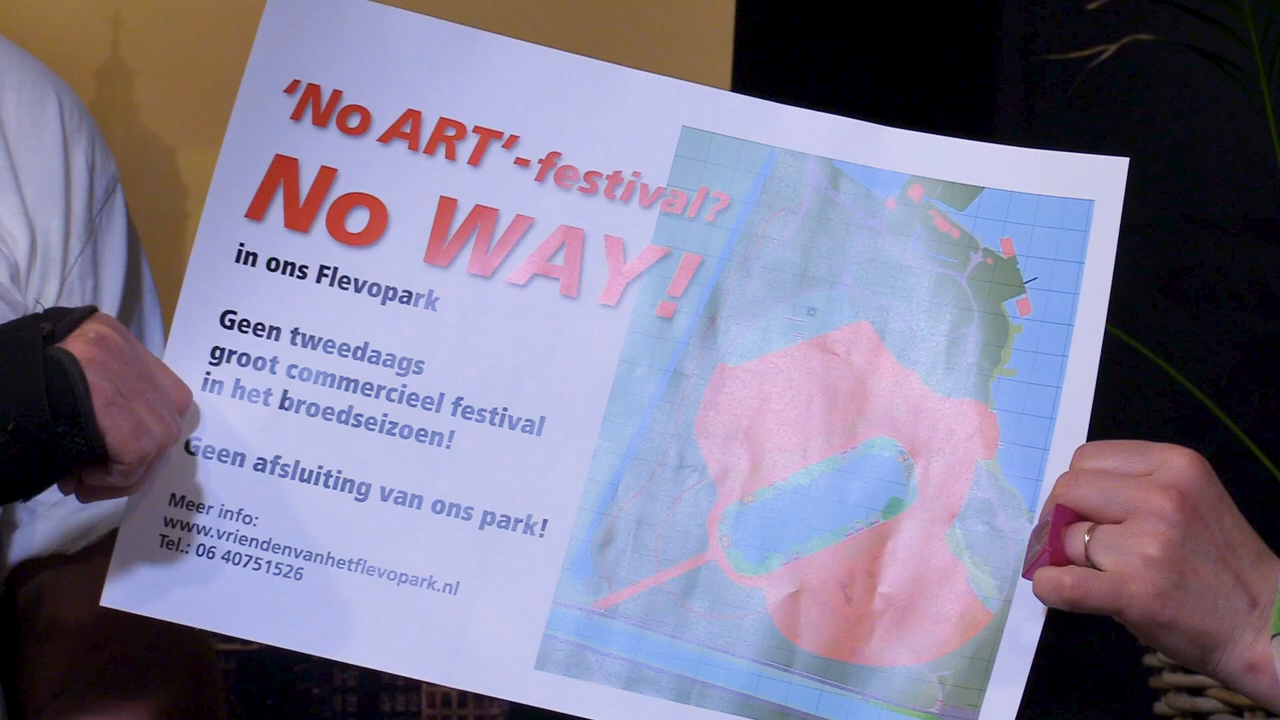 ‘No ART’-festival?
No WAY!
in ons Flevopark
Geen tweedaags
groot commercieel festival
in het broedseizoen!
Geen afsluiting van ons park!
Meer info:
www.vriendenvanhetflevopark.nl
Tel.: 06 40751526